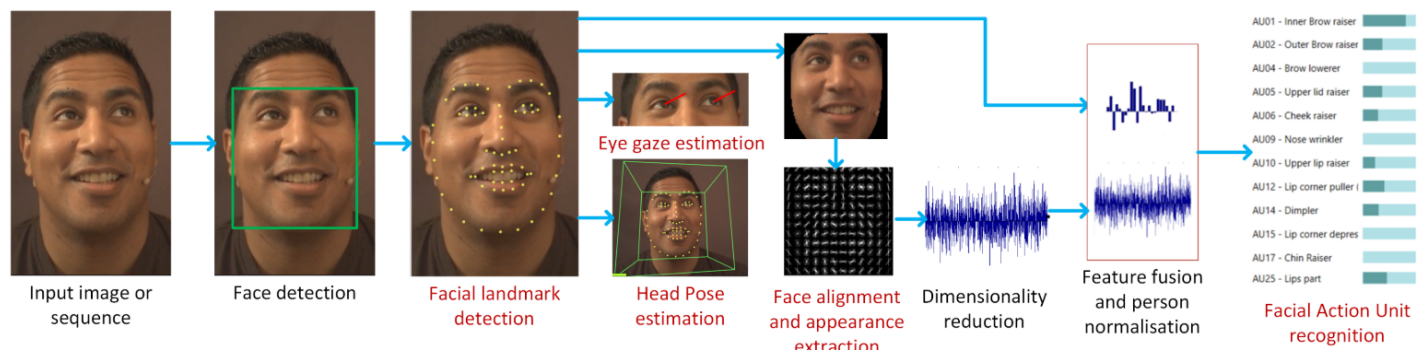 Input image or
sequence
Face detection
Facial landmark
detection
Eye gaze estimation
Head Pose
estimation
Face alignment
and appearance
extraction
Dimensionality
reduction
Feature fusion
and person
normalisation
AU01 - Inner Brow raiser
AU02 - Outer Brow raiser
AU04 - Brow lowerer
AU05 - Upper lid raiser
AU06 - Cheek raiser
AU09 - Nose wrinkler
AU10 - Upper lip raiser
AU12 - Lip corner puller (
AU14 - Dimpler
AU15 - Lip corner depres
AU17 - Chin Raiser
AU25 - Lips part
Facial Action Unit
recognition